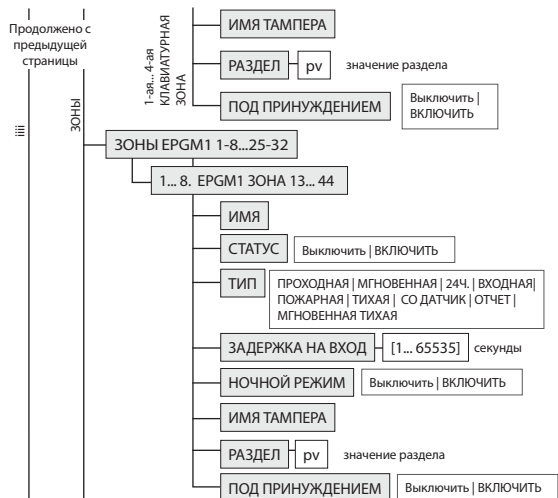 Продолжено с
предыдущей
страницы
iiii
ЗОНЫ
1-ая... 4-ая
КЛАВИАТУРНАЯ
ЗОНА
ИМЯ ТАМПЕРА
РАЗДЕЛ pv значение раздела
ПОД ПРИНУЖДЕНИЕМ Выключить |
ВКЛЮЧИТЬ
ЗОНЫ EPGM1 1-8...25-32
1... 8. EPGM1 ЗОНА 13... 44
ИМЯ
СТАТУС Выключить | ВКЛЮЧИТЬ
ТИП ПРОХОДНАЯ | МГНОВЕННАЯ | 24Ч. | ВХОДНАЯ|
ПОЖАРНАЯ | ТИХАЯ | СО ДАТЧИК | ОТЧЕТ |
МГНОВЕННАЯ ТИХАЯ
ЗАДЕРЖКА НА ВХОД [1... 65535] секунды
НОЧНОЙ РЕЖИМ Выключить | ВКЛЮЧИТЬ
ИМЯ ТАМПЕРА
РАЗДЕЛ pv значение раздела
ПОД ПРИНУЖДЕНИЕМ Выключить | ВКЛЮЧИТЬ